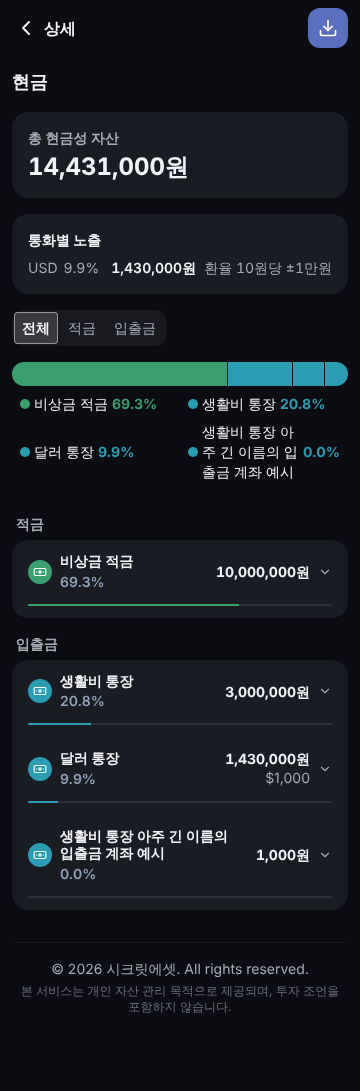 상세
현금
총 현금성 자산
14,431,000원
통화별 노출
USD 9.9% 1,430,000원 환율 10원당 ±1만원
전체 적금 입출금
비상금 적금 69.3%
생활비 통장 20.8%
달러 통장 9.9%
생활비 통장 아
주 긴 이름의 입 0.0%
출금 계좌 예시
적금
비상금 적금
69.3%
10,000,000원
입출금
생활비 통장
20.8%
3,000,000원
달러 통장
9.9%
1,430,000원
$1,000
생활비 통장 아주 긴 이름의
입출금 계좌 예시
0.0%
1,000원
© 2026 시크릿에셋. All rights reserved.
본 서비스는 개인 자산 관리 목적으로 제공되며, 투자 조언을
포함하지 않습니다.